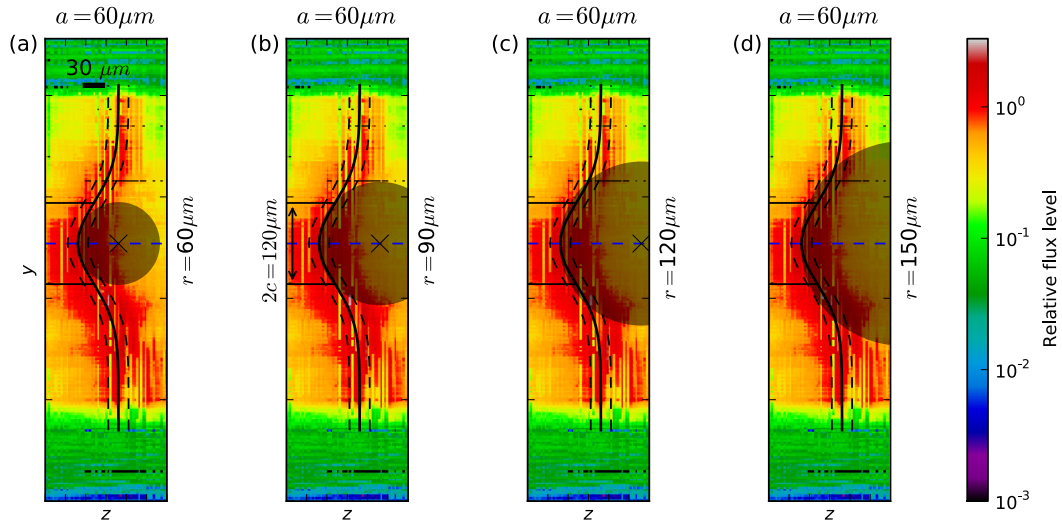 a=60μm a=60μm a=60μm a=60μm
(a) (b) (c) (d)
30 μm
r=60μm
2c=120μm
r=90μm
r=120μm
r=150μm
y
z z z z
10^0
10^-1
10^-2
10^-3
Relative flux level